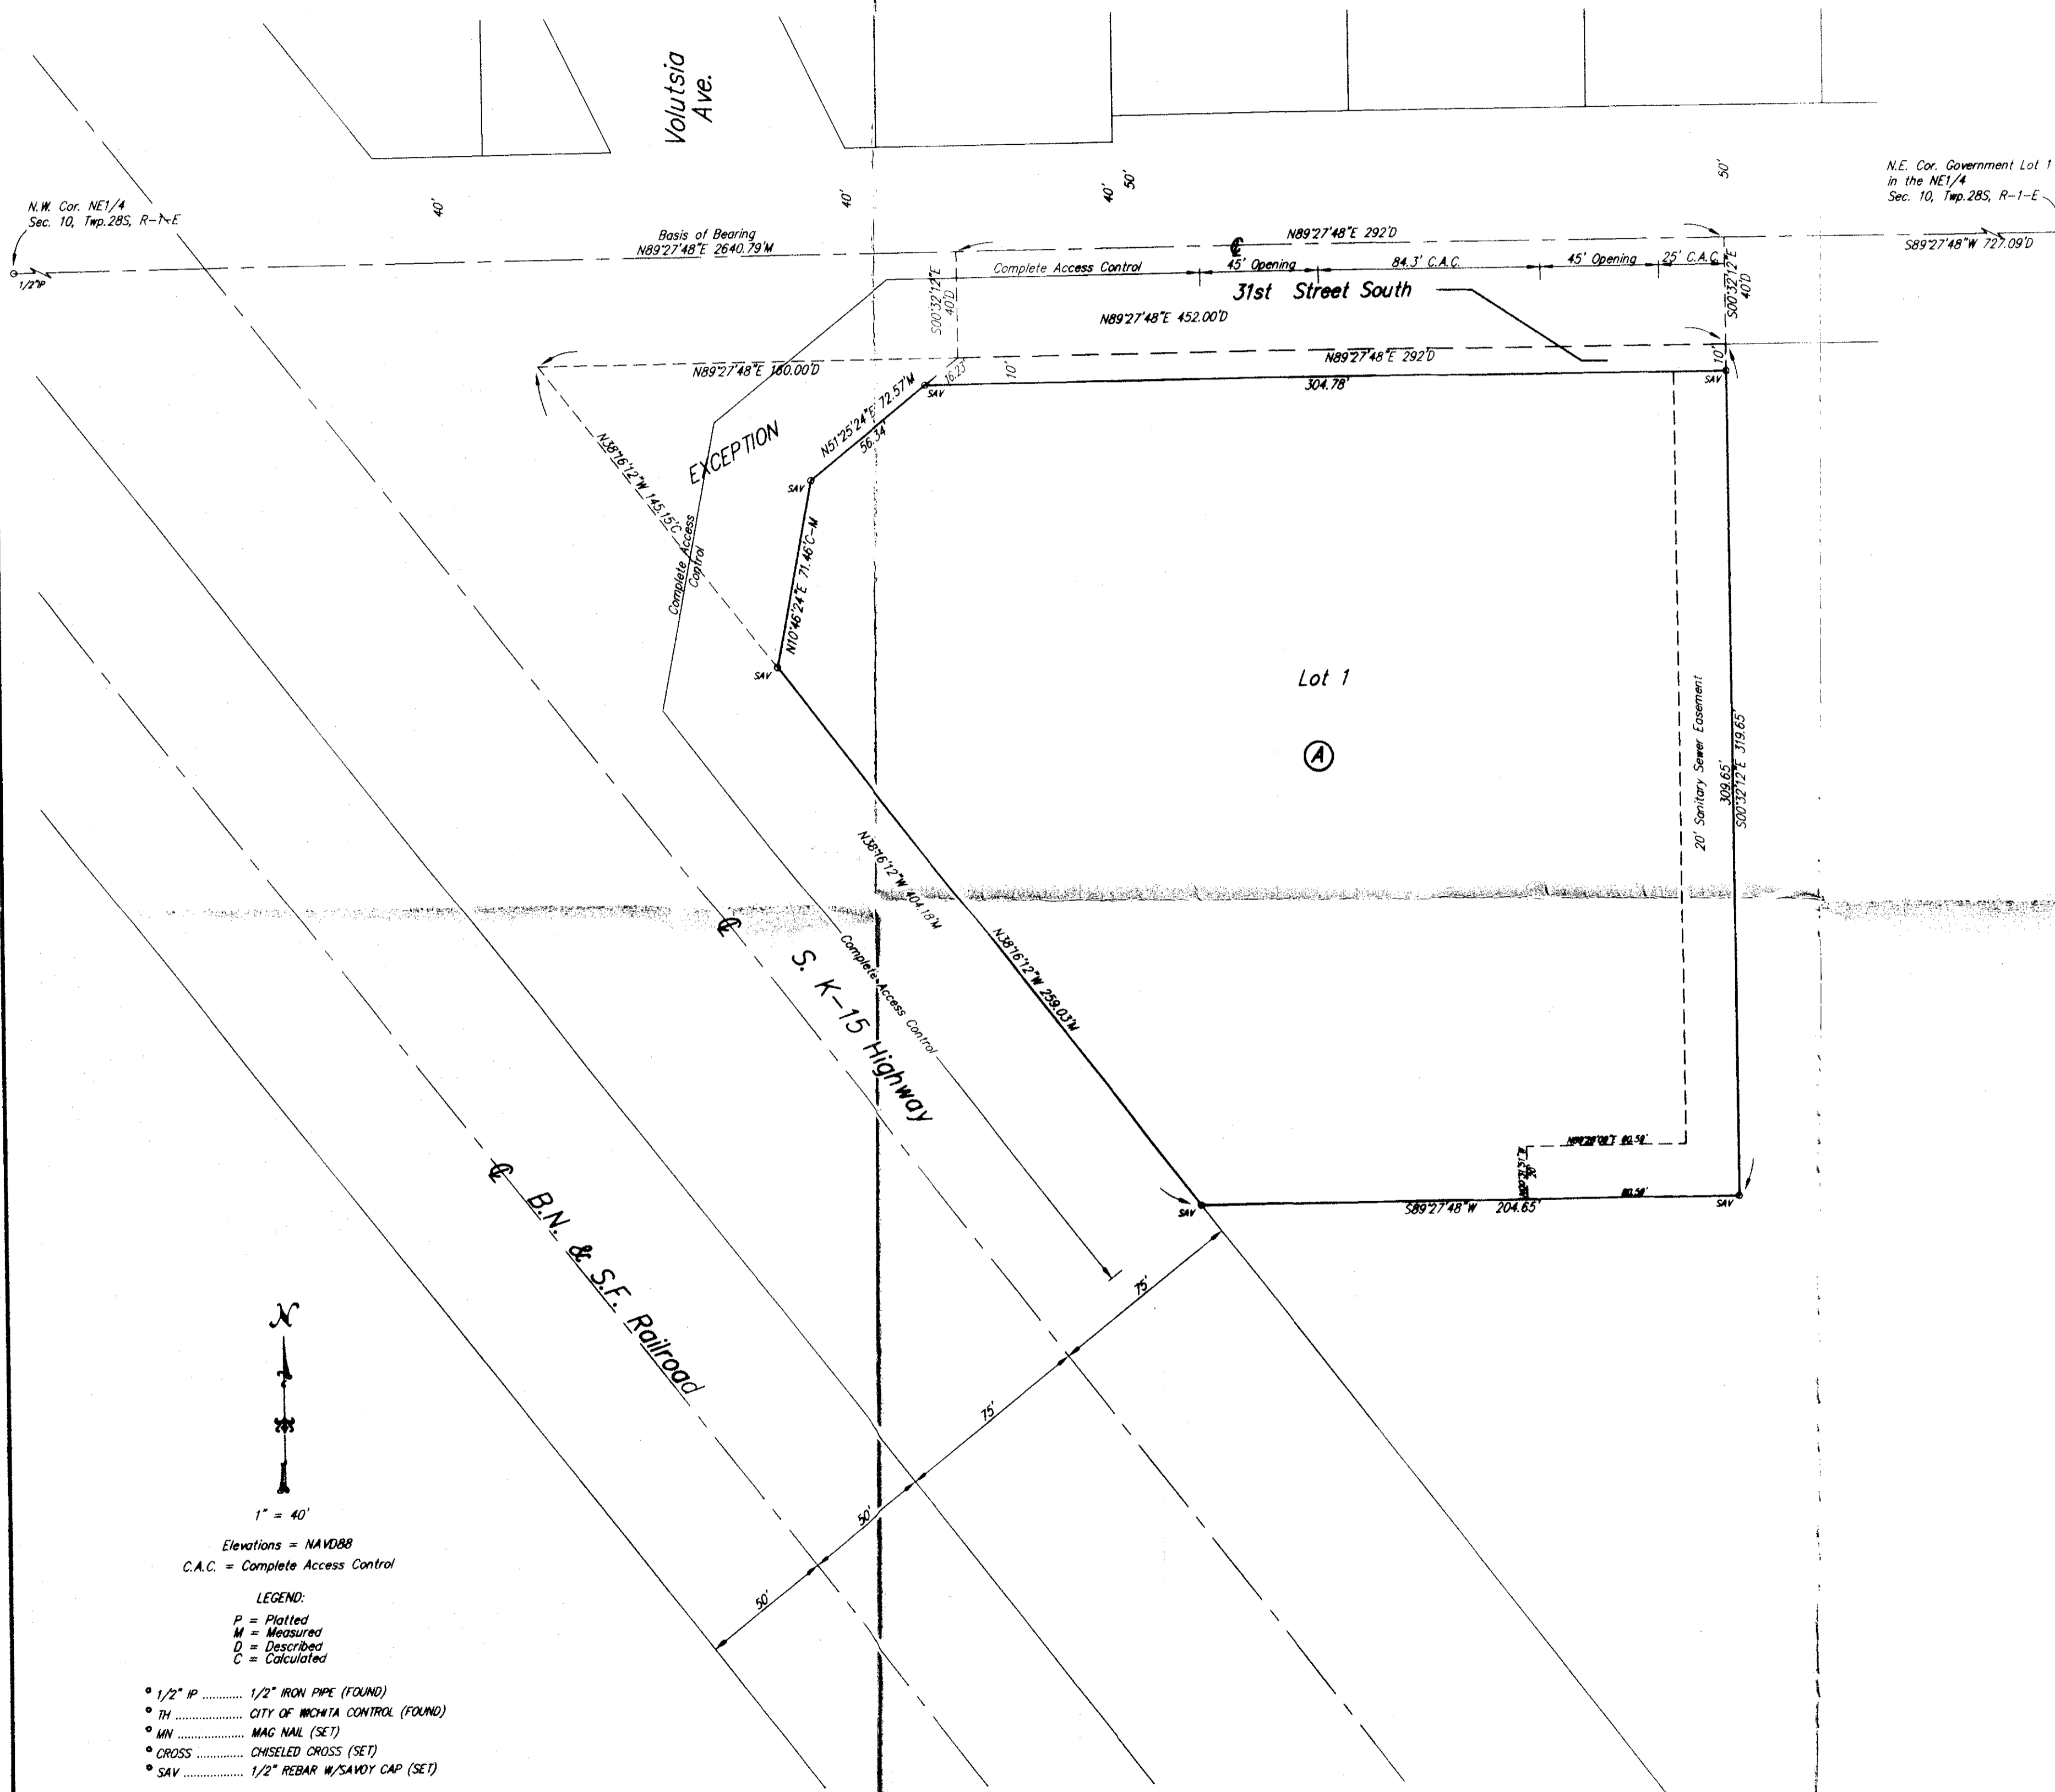 Volutsia
Ave.
N.W. Cor. NE1/4
Sec. 10, Twp.28S, R-1-E
1/2"IP
40'
40'
40'
50'
50'
N.E. Cor. Government Lot 1
in the NE1/4
Sec. 10, Twp.28S, R-1-E
Basis of Bearing
N89°27'48"E 2640.79'M
N89°27'48"E 292'D
S89°27'48"W 727.09'D
Complete Access Control
45' Opening
84.3' C.A.C.
45' Opening
25' C.A.C.
S00°32'12"E
40'D
S00°32'12"E
40'D
31st Street South
N89°27'48"E 452.00'D
N89°27'48"E 160.00'D
N89°27'48"E 292'D
10'
10'
16.23'
304.78'
SAV
SAV
N51°25'24"E 72.57'M
56.34'
EXCEPTION
N38°16'12"W 145.15'C
SAV
Complete Access
Control
N10°46'24"E 71.46'C-M
SAV
Lot 1
A
20' Sanitary Sewer Easement
309.65'
S00°32'12"E 319.65'
N38°16'12"W 404.18'M
N38°16'12"W 259.03'M
Complete Access Control
S. K-15 Highway
20'
80.50'
SAV
S89°27'48"W 204.65'
SAV
B.N. & S.F. Railroad
75'
75'
50'
50'
N
1" = 40'
Elevations = NAVD88
C.A.C. = Complete Access Control
LEGEND:
P = Platted
M = Measured
D = Described
C = Calculated
1/2" IP ............ 1/2" IRON PIPE (FOUND)
TH ................... CITY OF WICHITA CONTROL (FOUND)
MN .................... MAG NAIL (SET)
CROSS .............. CHISELED CROSS (SET)
SAV .................. 1/2" REBAR W/SAVOY CAP (SET)